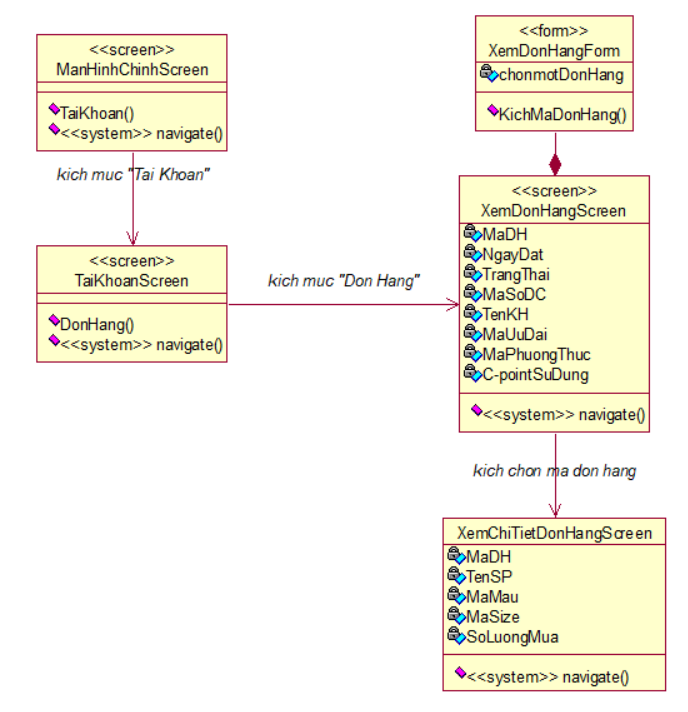 <<screen>>
ManHinhChinhScreen
TaiKhoan()
<<system>> navigate()
kich muc "Tai Khoan"
<<screen>>
TaiKhoanScreen
DonHang()
<<system>> navigate()
kich muc "Don Hang"
<<form>>
XemDonHangForm
chonmotDonHang
KichMaDonHang()
<<screen>>
XemDonHangScreen
MaDH
NgayDat
TrangThai
MaSoDC
TenKH
MaUuDai
MaPhuongThuc
C-pointSuDung
<<system>> navigate()
kich chon ma don hang
XemChiTietDonHangScreen
MaDH
TenSP
MaMau
MaSize
SoLuongMua
<<system>> navigate()